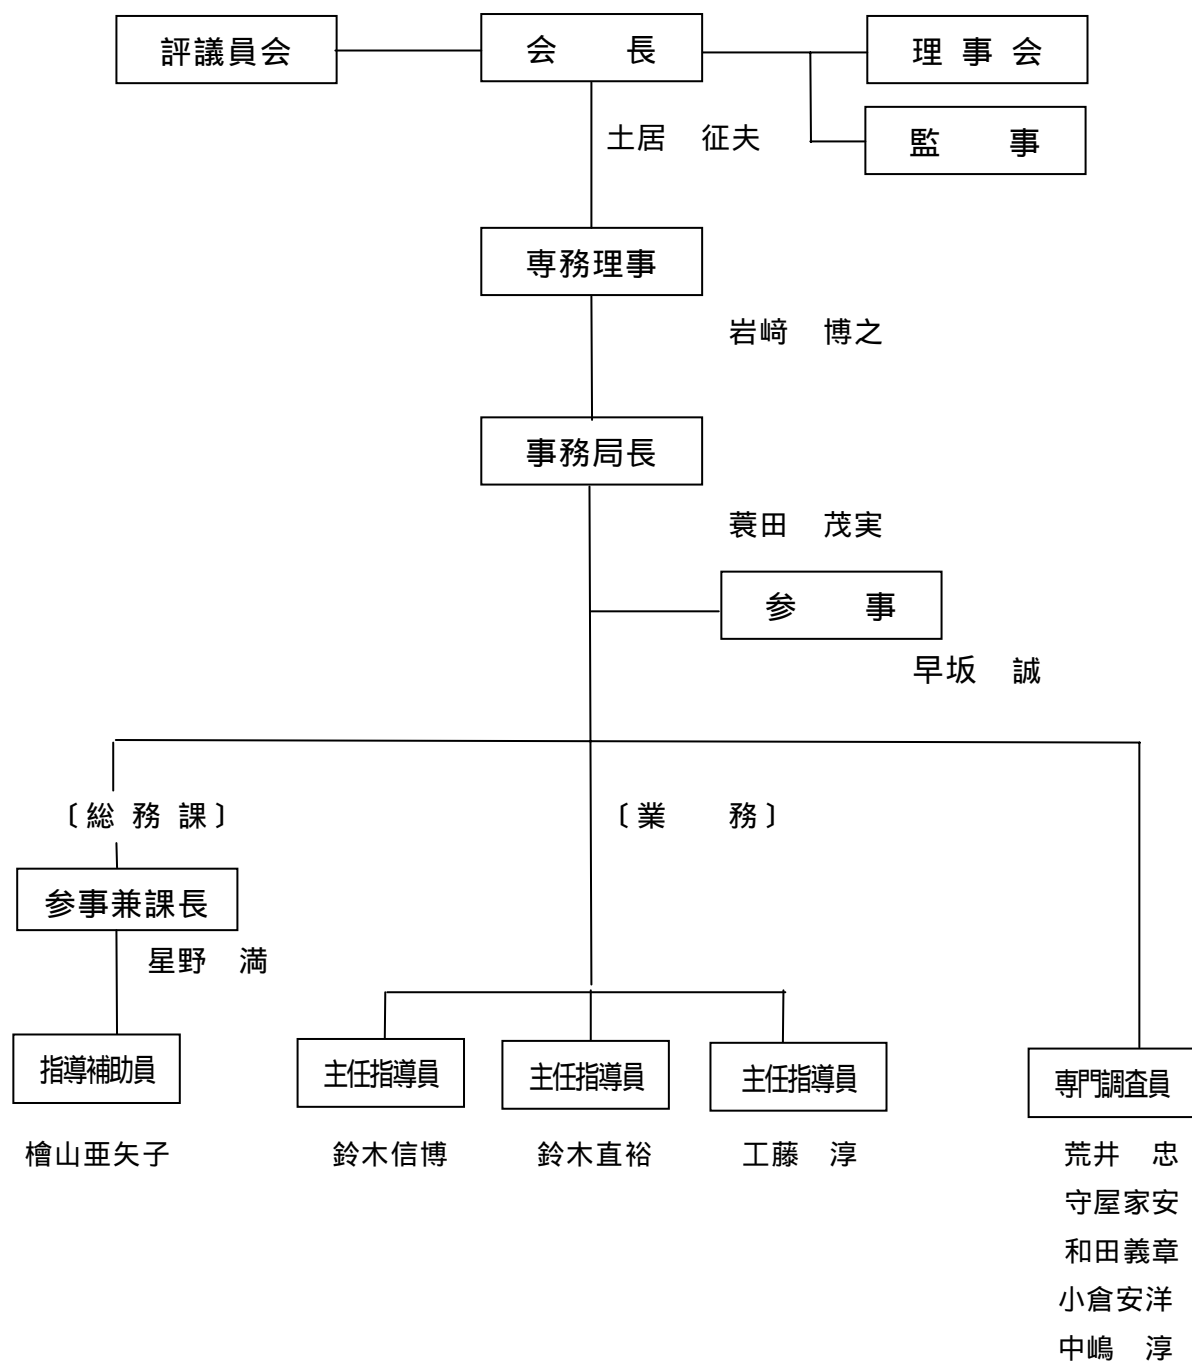 評議員会
会　　長
理 事 会
土居　征夫
監　　事
専務理事
岩﨑　博之
事務局長
蓑田　茂実
参　　事
早坂　誠
〔総 務 課〕
〔業　　務〕
参事兼課長
星野　満
指導補助員
主任指導員
主任指導員
主任指導員
専門調査員
檜山亜矢子
鈴木信博
鈴木直裕
工藤　淳
荒井　忠
守屋家安
和田義章
小倉安洋
中嶋　淳